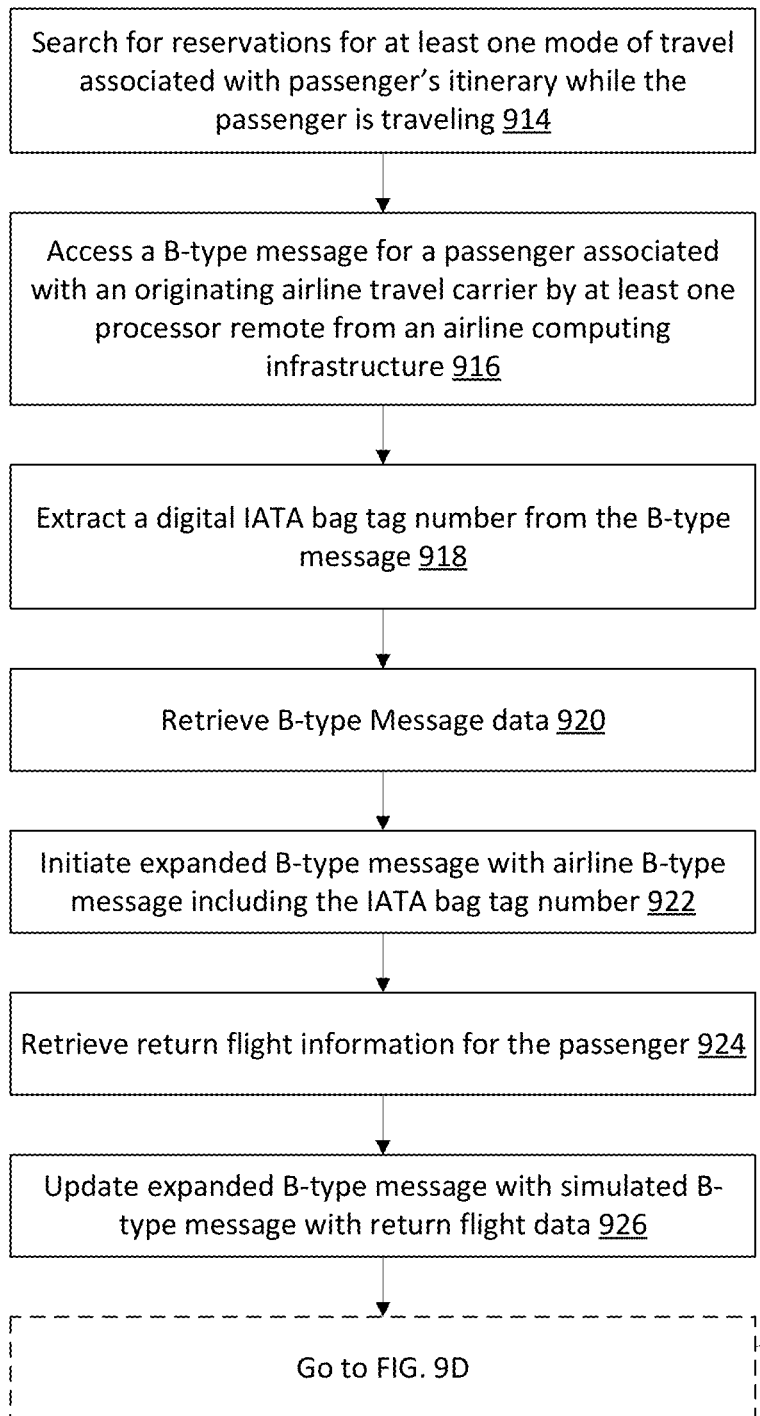 Search for reservations for at least one mode of travel
associated with passenger’s itinerary while the
passenger is traveling 914
Access a B-type message for a passenger associated
with an originating airline travel carrier by at least one
processor remote from an airline computing
infrastructure 916
Extract a digital IATA bag tag number from the B-type
message 918
Retrieve B-type Message data 920
Initiate expanded B-type message with airline B-type
message including the IATA bag tag number 922
Retrieve return flight information for the passenger 924
Update expanded B-type message with simulated B-
type message with return flight data 926
Go to FIG. 9D